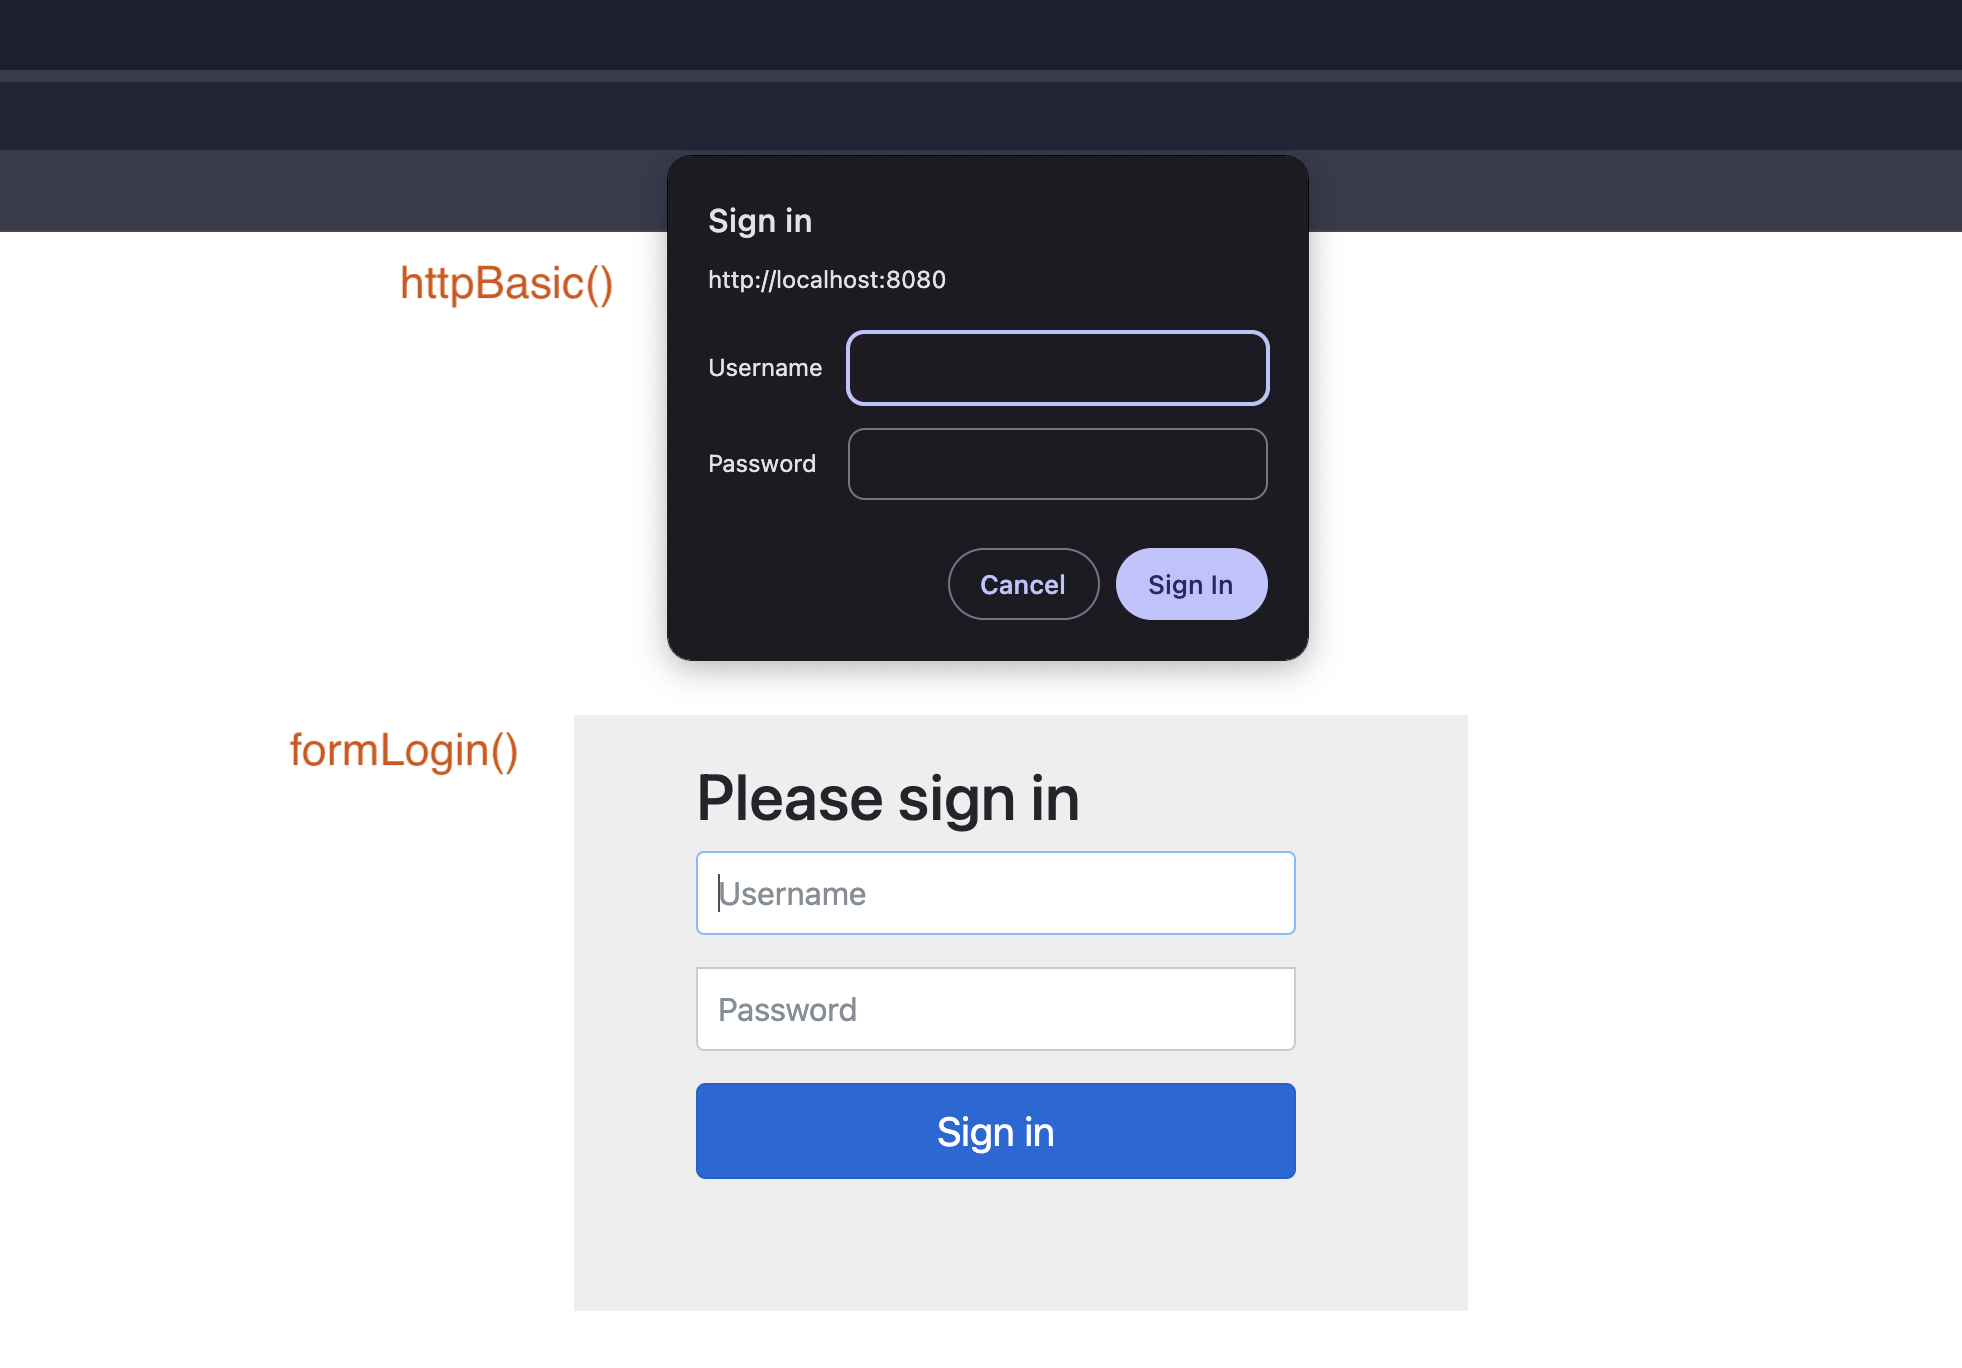 Sign in
httpBasic()
http://localhost:8080
Username
Password
Cancel
Sign In
formLogin()
Please sign in
Username
Password
Sign in